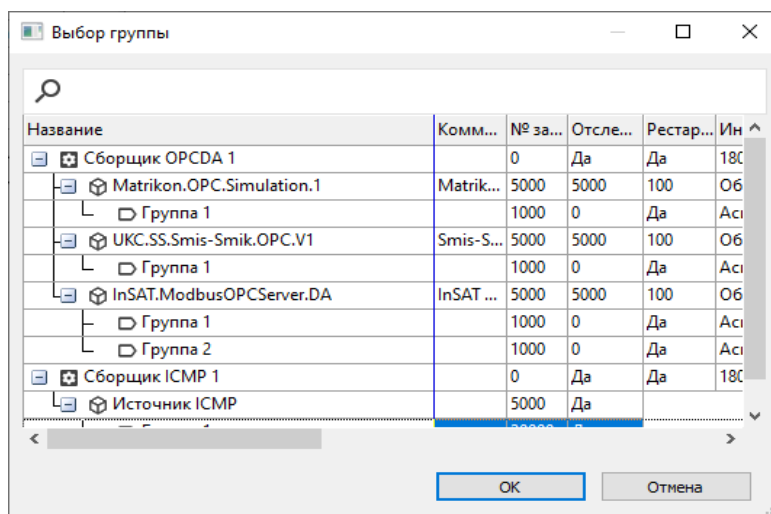 Выбор группы
Название Комм... № за... Отсле... Рестар... Ин
Сборщик OPCDA 1 0 Да Да 180
Matrikon.OPC.Simulation.1 Matrik... 5000 5000 100 Об
Группа 1 1000 0 Да Аси
UKC.SS.Smis-Smik.OPC.V1 Smis-S... 5000 5000 100 Об
Группа 1 1000 0 Да Аси
InSAT.ModbusOPCServer.DA InSAT ... 5000 5000 100 Об
Группа 1 1000 0 Да Аси
Группа 2 1000 0 Да Аси
Сборщик ICMP 1 0 Да Да 180
Источник ICMP 5000 Да
OK Отмена